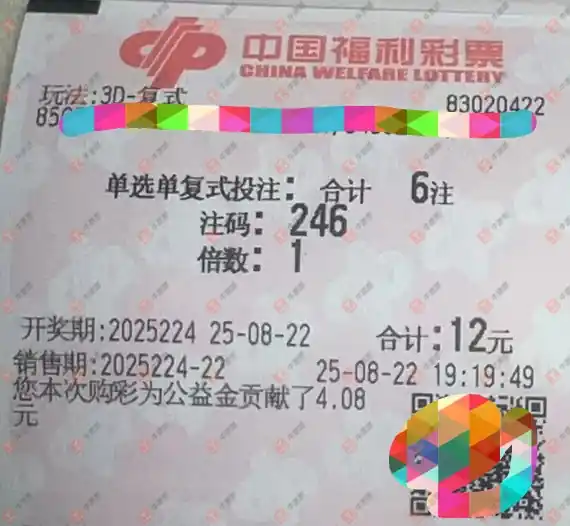 中国福利彩票
CHINA WELFARE LOTTERY
玩法:3D-复式 83020422
850
单选单复式投注: 合计 6注
注码: 246
倍数: 1
开奖期:2025224 25-08-22 合计:12元
销售期:2025224-22 25-08-22 19:19:49
您本次购彩为公益金贡献了4.08
元